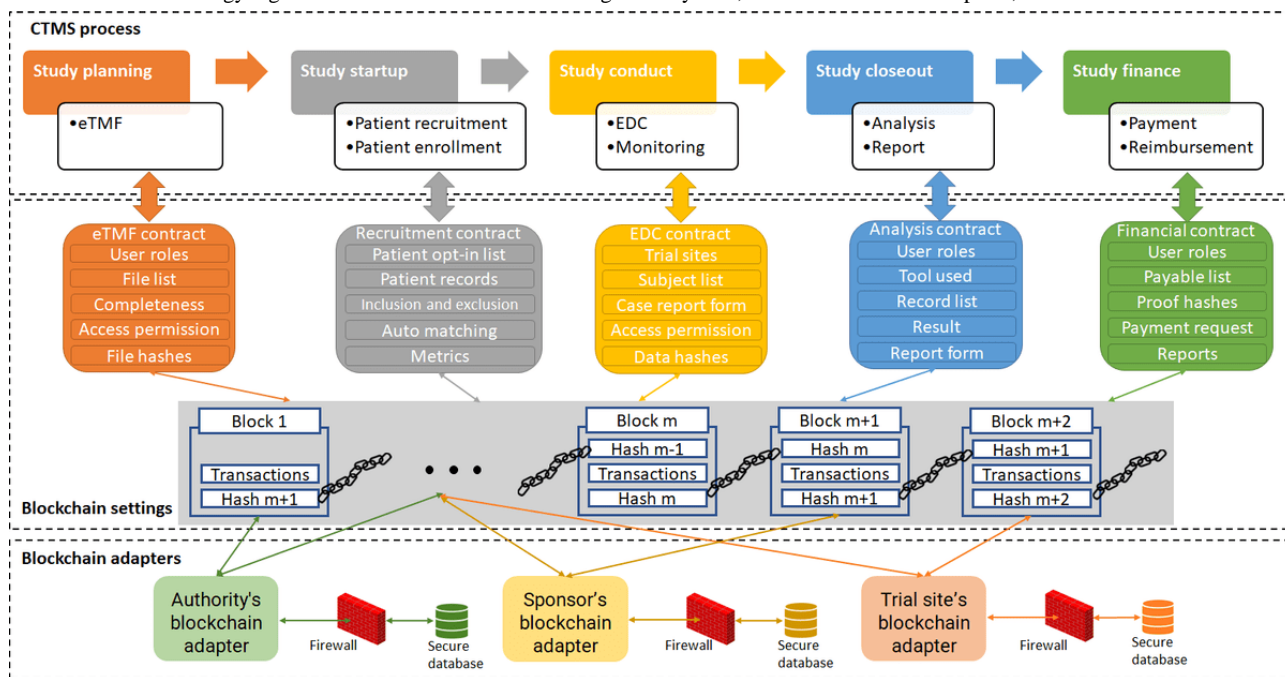 CTMS process
Study planning
Study startup
Study conduct
Study closeout
Study finance
•eTMF
•Patient recruitment
•Patient enrollment
•EDC
•Monitoring
•Analysis
•Report
•Payment
•Reimbursement
eTMF contract
User roles
File list
Completeness
Access permission
File hashes
Recruitment contract
Patient opt-in list
Patient records
Inclusion and exclusion
Auto matching
Metrics
EDC contract
Trial sites
Subject list
Case report form
Access permission
Data hashes
Analysis contract
User roles
Tool used
Record list
Result
Report form
Financial contract
User roles
Payable list
Proof hashes
Payment request
Reports
Block 1
Transactions
Hash m+1
• • •
Block m
Hash m-1
Transactions
Hash m
Block m+1
Hash m
Transactions
Hash m+1
Block m+2
Hash m+1
Transactions
Hash m+2
Blockchain settings
Blockchain adapters
Authority's
blockchain
adapter
Firewall
Secure
database
Sponsor's
blockchain
adapter
Firewall
Secure
database
Trial site's
blockchain
adapter
Firewall
Secure
database